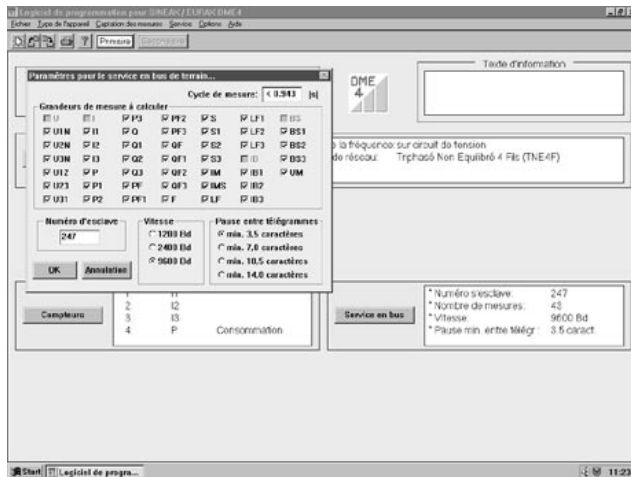 Logiciel de programmation pour SINEAX / EURAX DME4
Fichier Type de l'appareil Captation des mesures Service Options Aide
Primaire Secondaire
Paramètres pour le service en bus de terrain...
Cycle de mesure: < 0.943 [s]
Grandeurs de mesure à calculer
U I P3 PF2 S LF1 BS
U1N I1 Q PF3 S1 LF2 BS1
U2N I2 Q1 QF S2 LF3 BS2
U3N I3 Q2 QF1 S3 ID BS3
U12 P Q3 QF2 IM IB1 UM
U23 P1 PF QF3 IMS IB2
U31 P2 PF1 F LF IB3
Numéro d'esclave
247
Vitesse
1200 Bd
2400 Bd
9600 Bd
Pause entre télégrammes
min. 3,5 caractères
min. 7,0 caractères
min. 10,5 caractères
min. 14,0 caractères
OK
Annulation
DME
4
Texte d'information
la fréquence: sur circuit de tension
de réseau: Triphasé Non Equilibré 4 Fils (TNE4F)
Compteurs
1 I1
2 I2
3 I3
4 P Consommation
Service en bus
* Numéro s'esclave: 247
* Nombre de mesures: 43
* Vitesse: 9600 Bd
* Pause min. entre télégr : 3.5 caract.
Start
Logiciel de progra...
11:23